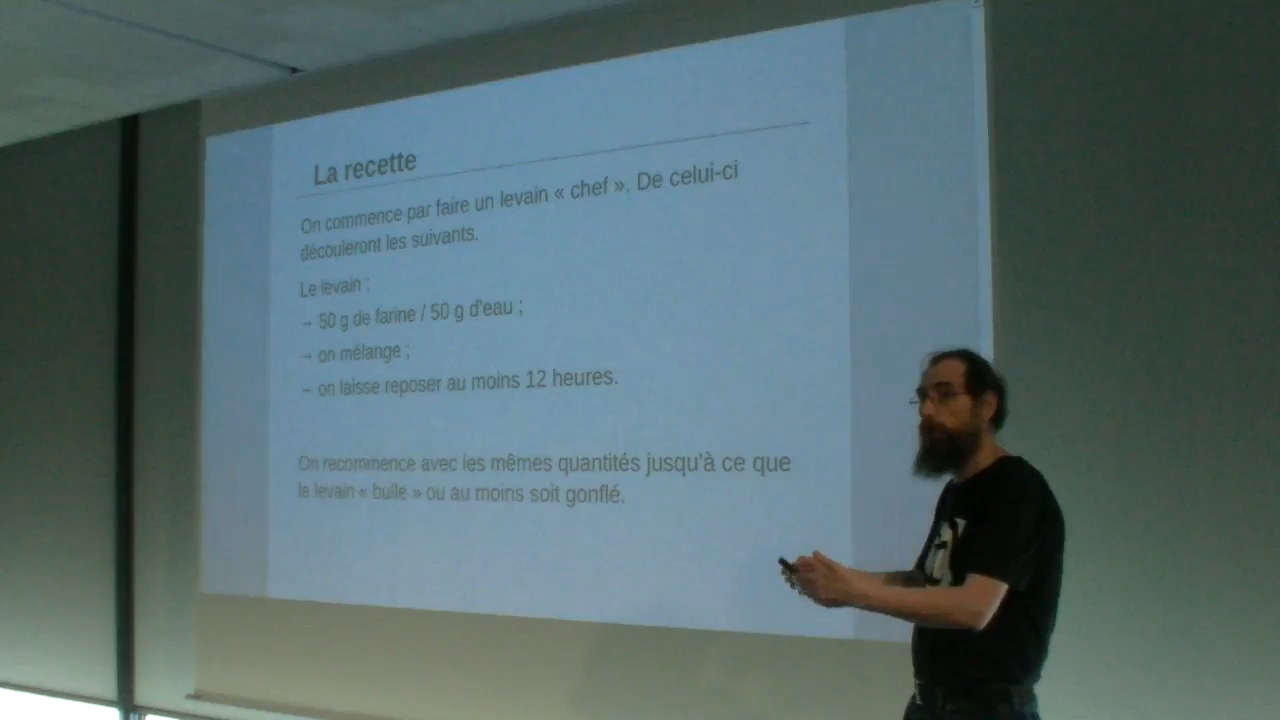 La recette
On commence par faire un levain « chef ». De celui-ci
découleront les suivants.
Le levain :
→ 50 g de farine / 50 g d'eau ;
→ on mélange ;
→ on laisse reposer au moins 12 heures.
On recommence avec les mêmes quantités jusqu'à ce que
le levain « bulle » ou au moins soit gonflé.